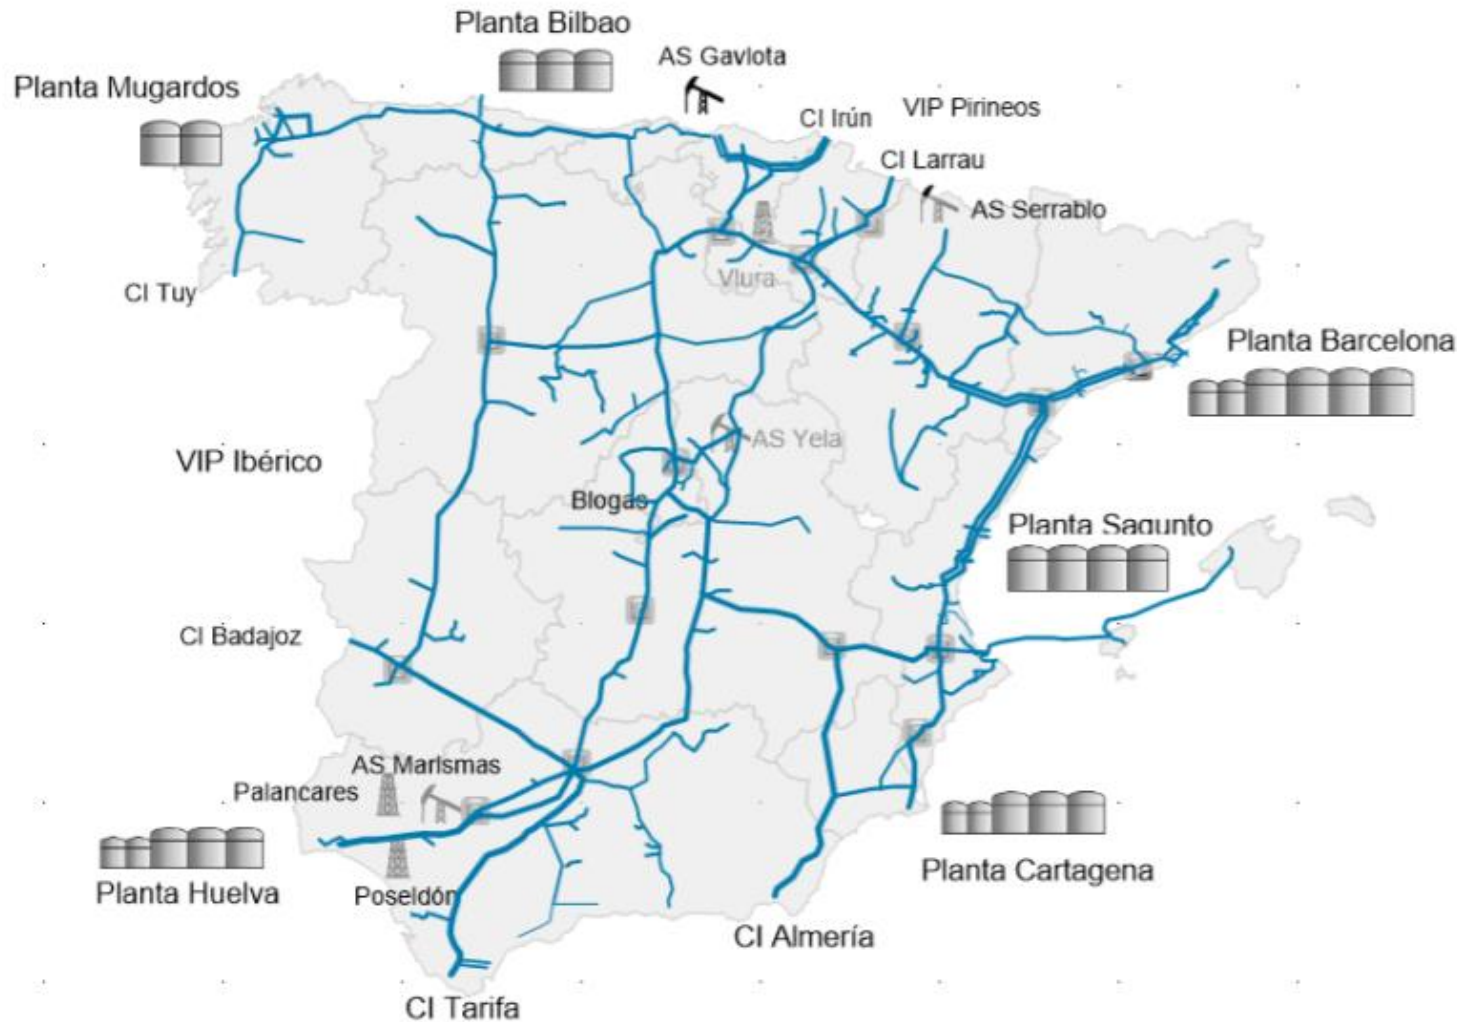 Planta Bilbao
AS Gaviota
Planta Mugardos
VIP Pirineos
CI Irún
CI Larrau
AS Serrablo
Viura
CI Tuy
Planta Barcelona
AS Yela
VIP Ibérico
Biogas
Planta Sagunto
CI Badajoz
AS Marismas
Palancares
Planta Cartagena
Planta Huelva
Poseidón
CI Almería
CI Tarifa